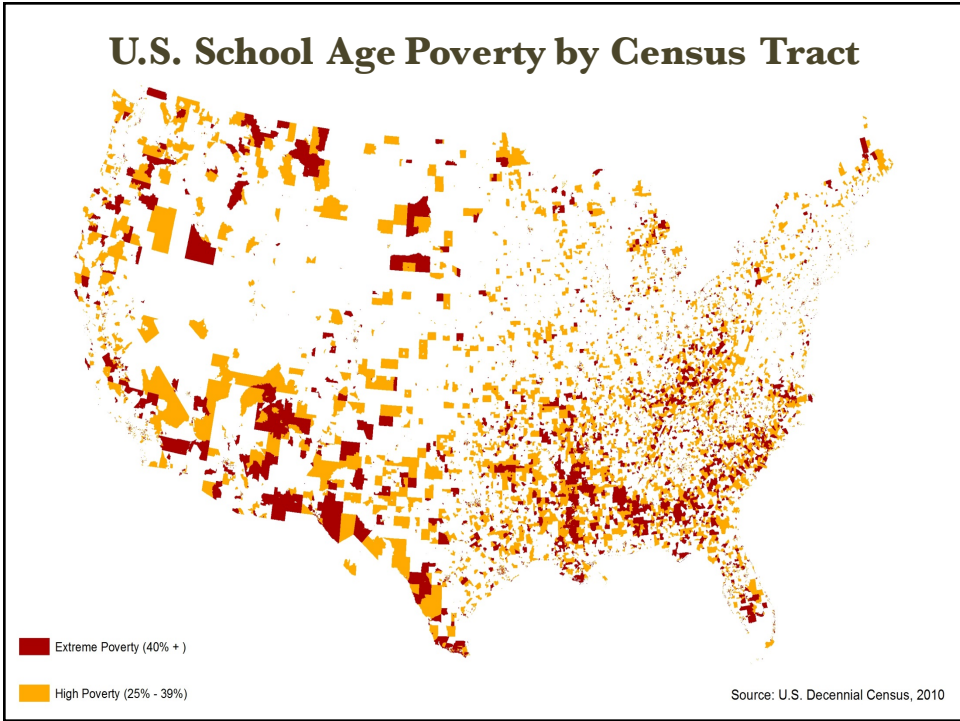 U.S. School Age Poverty by Census Tract
Extreme Poverty (40% + )
High Poverty (25% - 39%)
Source: U.S. Decennial Census, 2010